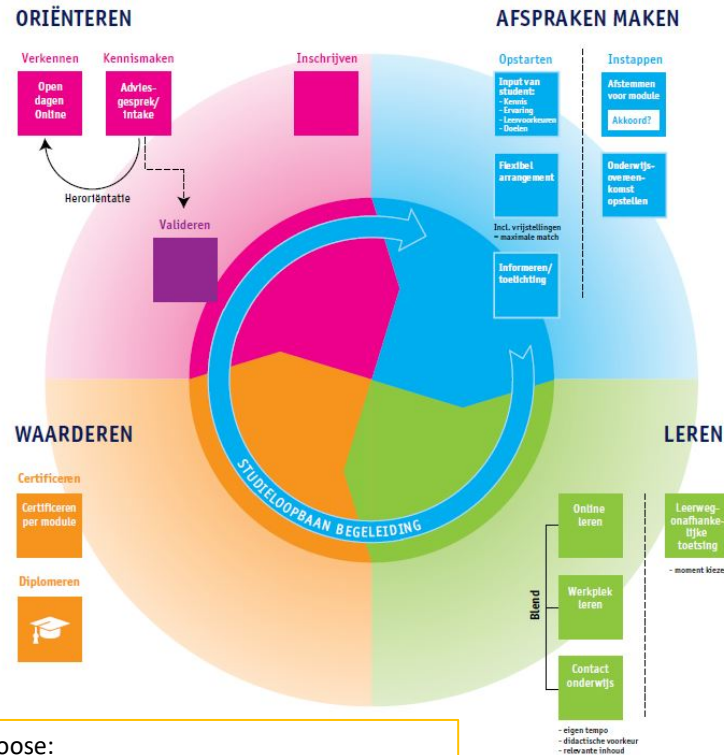 ORIËNTEREN
Verkennen
Kennismaken
Inschrijven
Open
dagen
Online
Advies-
gesprek/
intake
Heroriëntatie
Valideren
AFSPRAKEN MAKEN
Opstarten
Instappen
Input van
student:
- Kennis
- Ervaring
- Leervoorkeuren
- Doelen
Afstemmen
voor module
Akkoord?
Flexibel
arrangement
Onderwijs-
overeen-
komst
opstellen
Incl. vrijstellingen
= maximale match
Informeren/
toelichting
STUDIELOOPBAAN BEGELEIDING
WAARDEREN
Certificeren
Certificeren
per module
Diplomeren
LEREN
Online
leren
Leerweg-
onafhanke-
lijke
toetsing
- moment kieze
Werkplek
leren
Blend
Contact
onderwijs
- eigen tempo
- didactische voorkeur
- relevante inhoud
oose: